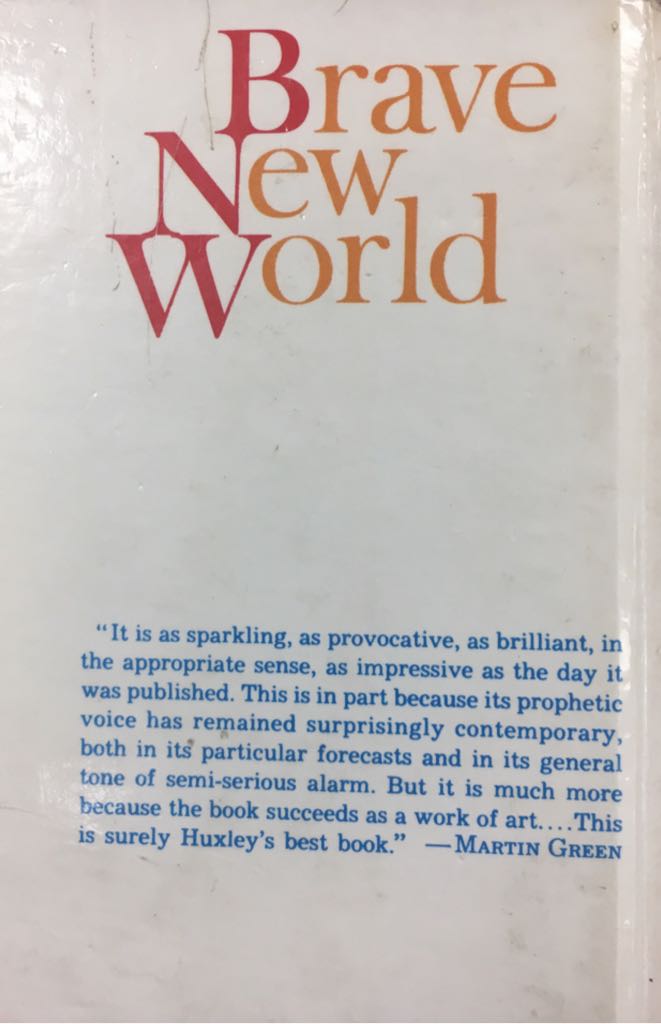 Brave
New
World
“It is as sparkling, as provocative, as brilliant, in
the appropriate sense, as impressive as the day it
was published. This is in part because its prophetic
voice has remained surprisingly contemporary,
both in its particular forecasts and in its general
tone of semi-serious alarm. But it is much more
because the book succeeds as a work of art....This
is surely Huxley’s best book.” —MARTIN GREEN